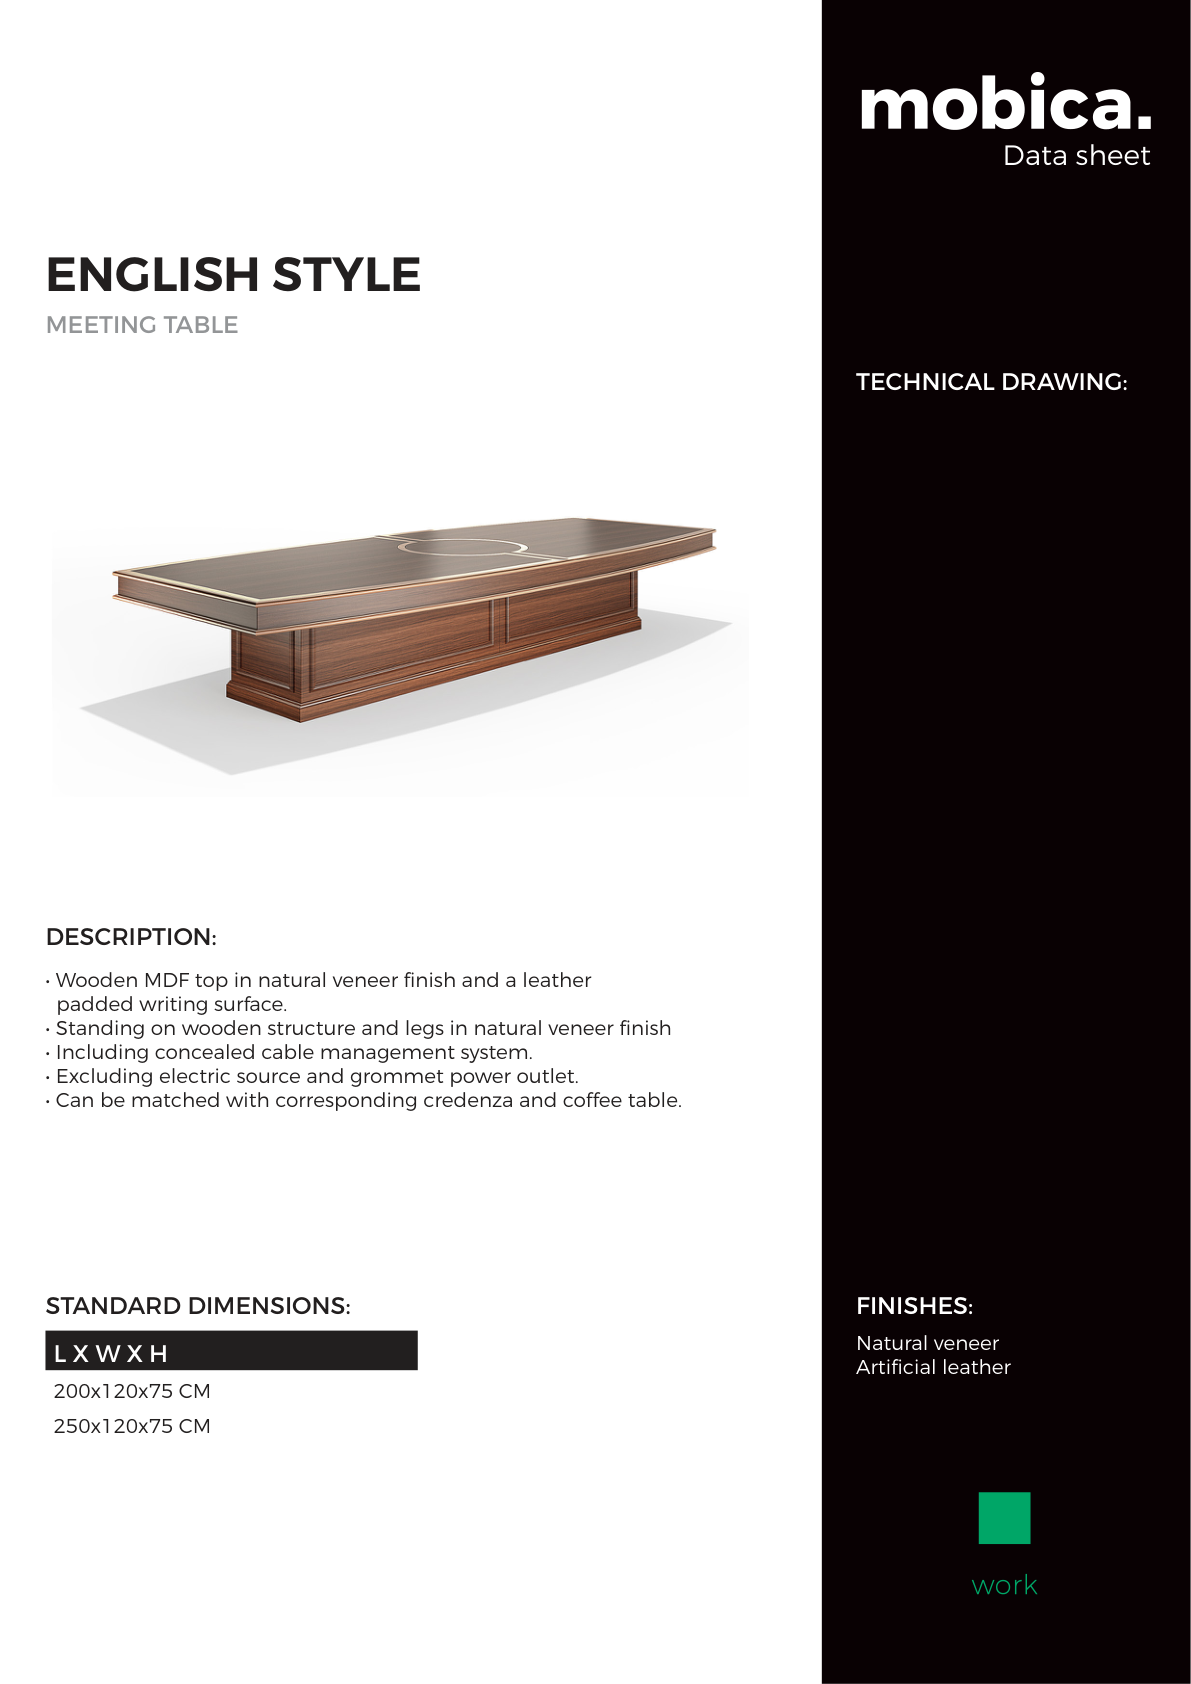 mobica.
Data sheet
ENGLISH STYLE
MEETING TABLE
TECHNICAL DRAWING:
DESCRIPTION:
• Wooden MDF top in natural veneer finish and a leather
padded writing surface.
• Standing on wooden structure and legs in natural veneer finish
• Including concealed cable management system.
• Excluding electric source and grommet power outlet.
• Can be matched with corresponding credenza and coffee table.
STANDARD DIMENSIONS:
L X W X H
200x120x75 CM
250x120x75 CM
FINISHES:
Natural veneer
Artificial leather
work